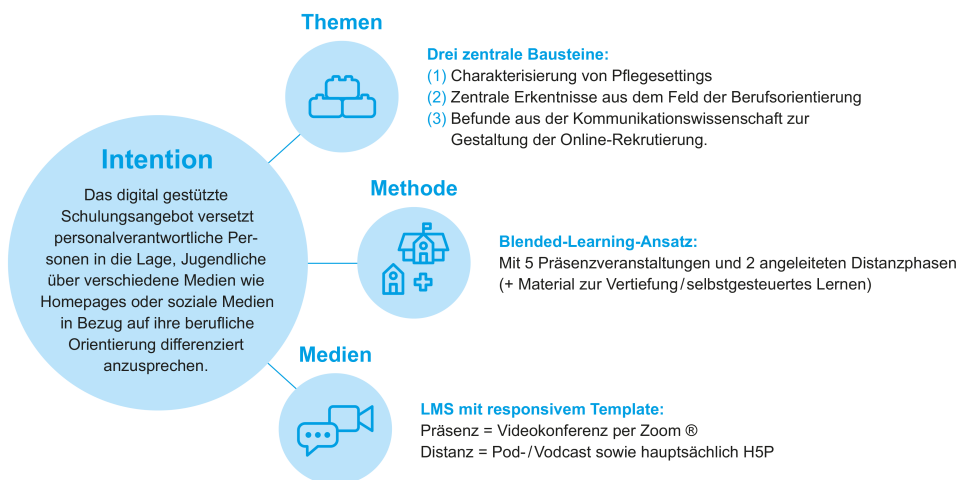 Themen
Drei zentrale Bausteine:
(1) Charakterisierung von Pflegesettings
(2) Zentrale Erkentnisse aus dem Feld der Berufsorientierung
(3) Befunde aus der Kommunikationswissenschaft zur
Gestaltung der Online-Rekrutierung.
Intention
Das digital gestützte
Schulungsangebot versetzt
personalverantwortliche Per-
sonen in die Lage, Jugendliche
über verschiedene Medien wie
Homepages oder soziale Medien
in Bezug auf ihre berufliche
Orientierung differenziert
anzusprechen.
Methode
Blended-Learning-Ansatz:
Mit 5 Präsenzveranstaltungen und 2 angeleiteten Distanzphasen
(+ Material zur Vertiefung/selbstgesteuertes Lernen)
Medien
LMS mit responsivem Template:
Präsenz = Videokonferenz per Zoom ®
Distanz = Pod-/Vodcast sowie hauptsächlich H5P